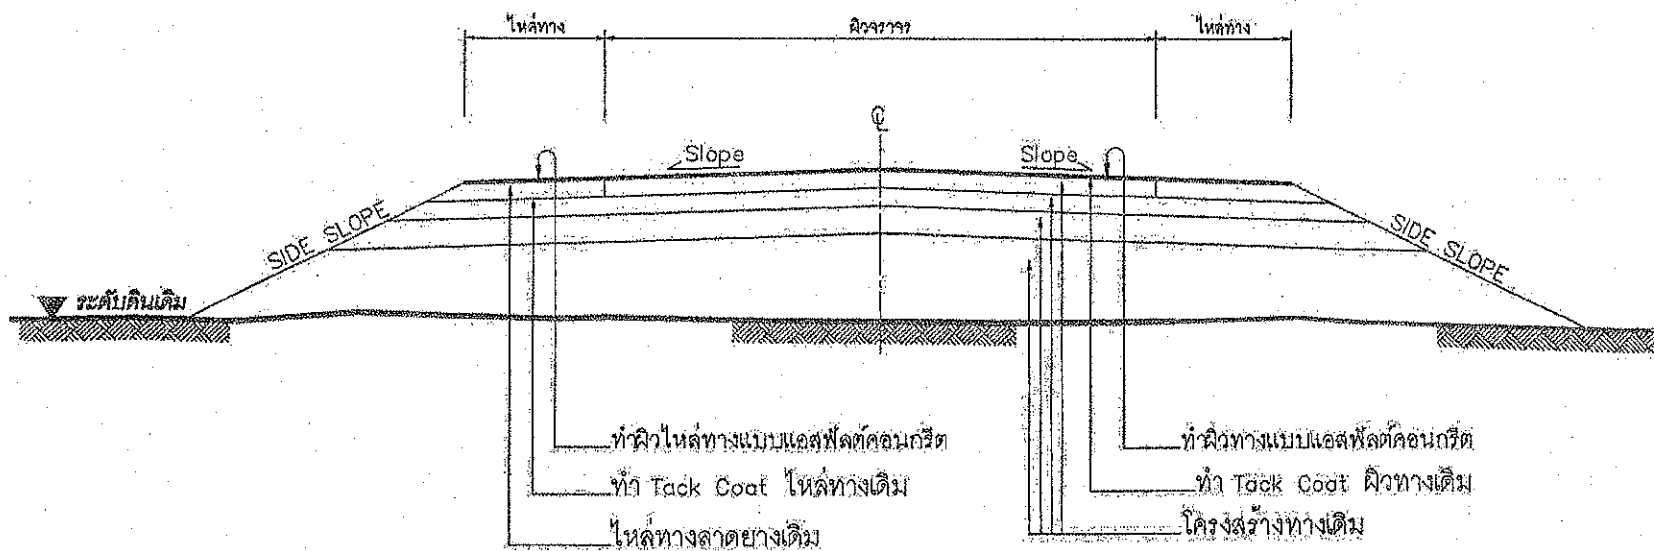 ไหล่ทาง ผิวจราจร ไหล่ทาง
℄
Slope Slope
SIDE SLOPE SIDE SLOPE
ระดับดินเดิม
ทำผิวไหล่ทางแบบแอสฟัลต์คอนกรีต ทำผิวทางแบบแอสฟัลต์คอนกรีต
ทำ Tack Coat ไหล่ทางเดิม ทำ Tack Coat ผิวทางเดิม
ไหล่ทางลาดยางเดิม โครงสร้างทางเดิม